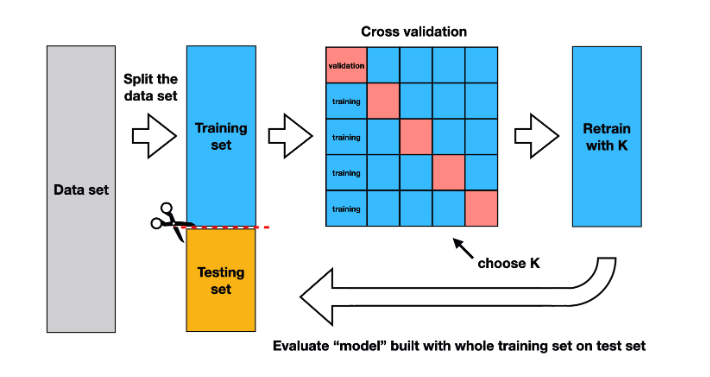 Cross validation
Split the
data set
Data set
Training
set
Testing
set
validation
training
training
training
training
Retrain
with K
choose K
Evaluate “model” built with whole training set on test set